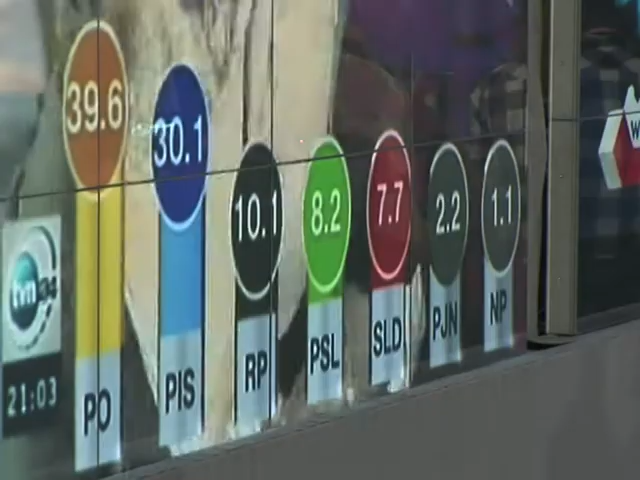 39.6
30.1
10.1
8.2
7.7
2.2
1.1
tvn24
21:03
PO
PIS
RP
PSL
SLD
PJN
NP
W